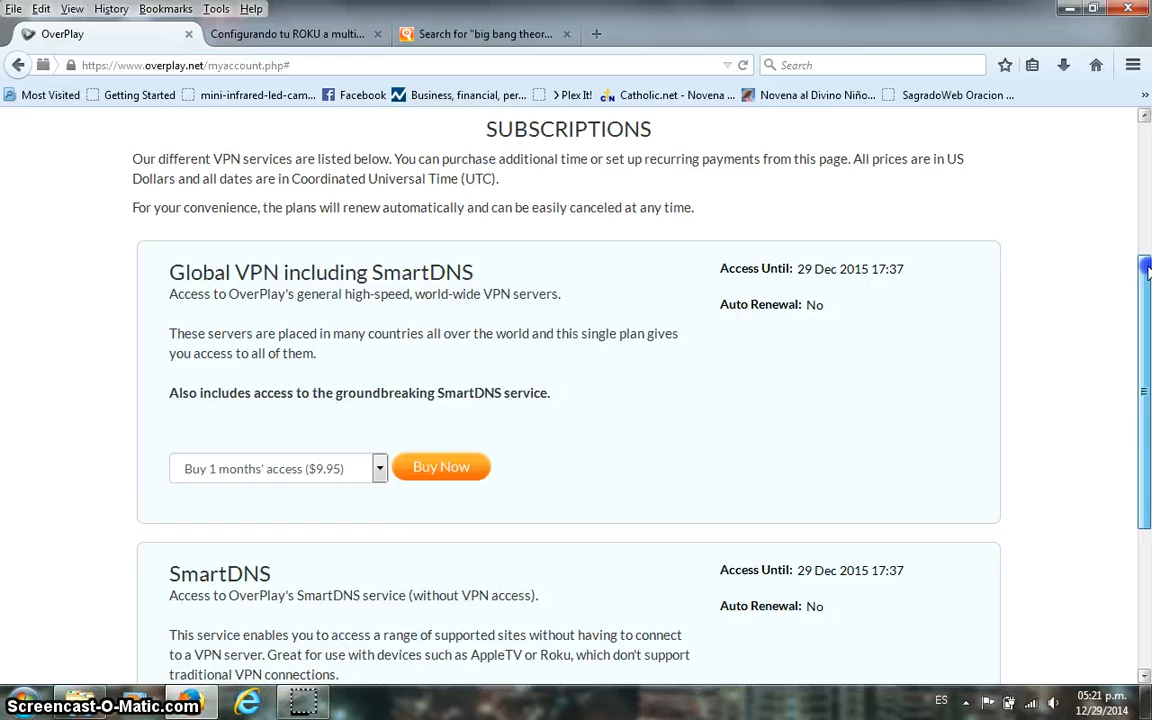 File Edit View History Bookmarks Tools Help
OverPlay
Configurando tu ROKU a multi...
Search for "big bang theor...
https://www.overplay.net/myaccount.php#
Search
Most Visited Getting Started mini-infrared-led-cam... Facebook Business, financial, per... > Plex It! Catholic.net - Novena ... Novena al Divino Niño... SagradoWeb Oracion ...
SUBSCRIPTIONS
Our different VPN services are listed below. You can purchase additional time or set up recurring payments from this page. All prices are in US
Dollars and all dates are in Coordinated Universal Time (UTC).
For your convenience, the plans will renew automatically and can be easily canceled at any time.
Global VPN including SmartDNS
Access Until: 29 Dec 2015 17:37
Access to OverPlay's general high-speed, world-wide VPN servers.
Auto Renewal: No
These servers are placed in many countries all over the world and this single plan gives
you access to all of them.
Also includes access to the groundbreaking SmartDNS service.
Buy 1 months' access ($9.95)
Buy Now
SmartDNS
Access Until: 29 Dec 2015 17:37
Access to OverPlay's SmartDNS service (without VPN access).
Auto Renewal: No
This service enables you to access a range of supported sites without having to connect
to a VPN server. Great for use with devices such as AppleTV or Roku, which don't support
traditional VPN connections.
ES
05:21 p.m.
12/29/2014
Screencast-O-Matic.com